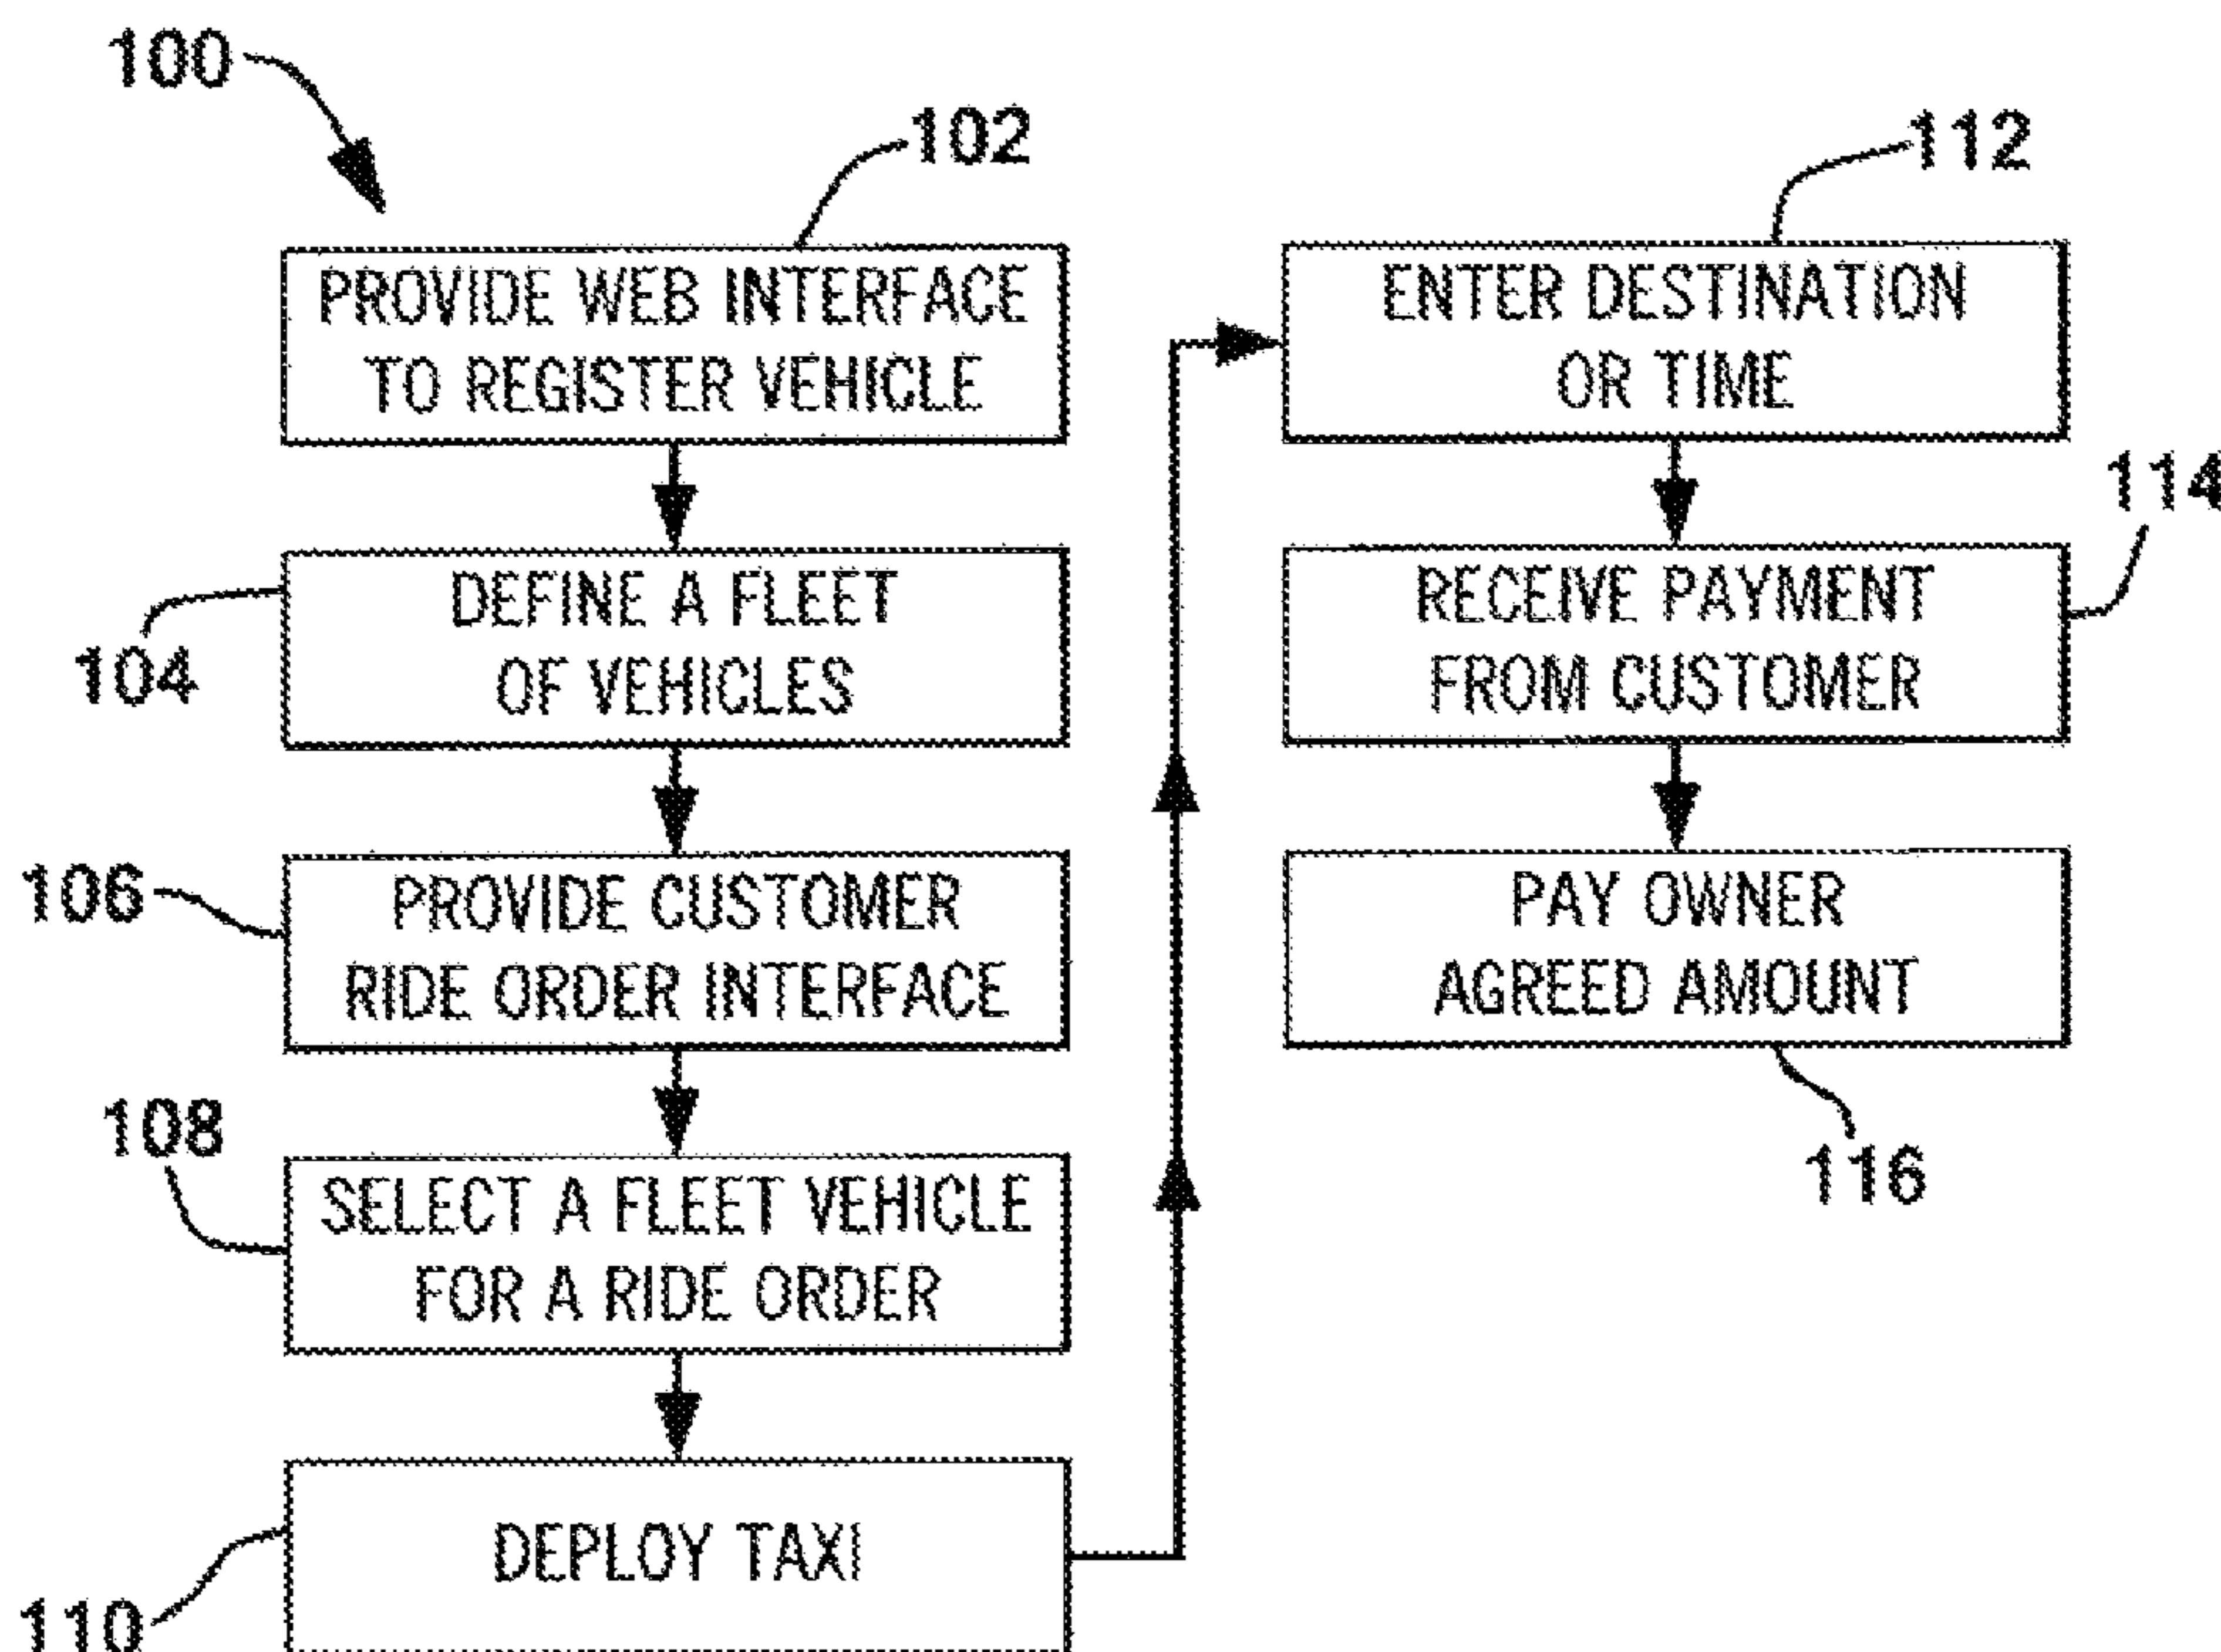 100
102
PROVIDE WEB INTERFACE
TO REGISTER VEHICLE
104
DEFINE A FLEET
OF VEHICLES
106
PROVIDE CUSTOMER
RIDE ORDER INTERFACE
108
SELECT A FLEET VEHICLE
FOR A RIDE ORDER
110
DEPLOY TAXI
112
ENTER DESTINATION
OR TIME
114
RECEIVE PAYMENT
FROM CUSTOMER
PAY OWNER
AGREED AMOUNT
116